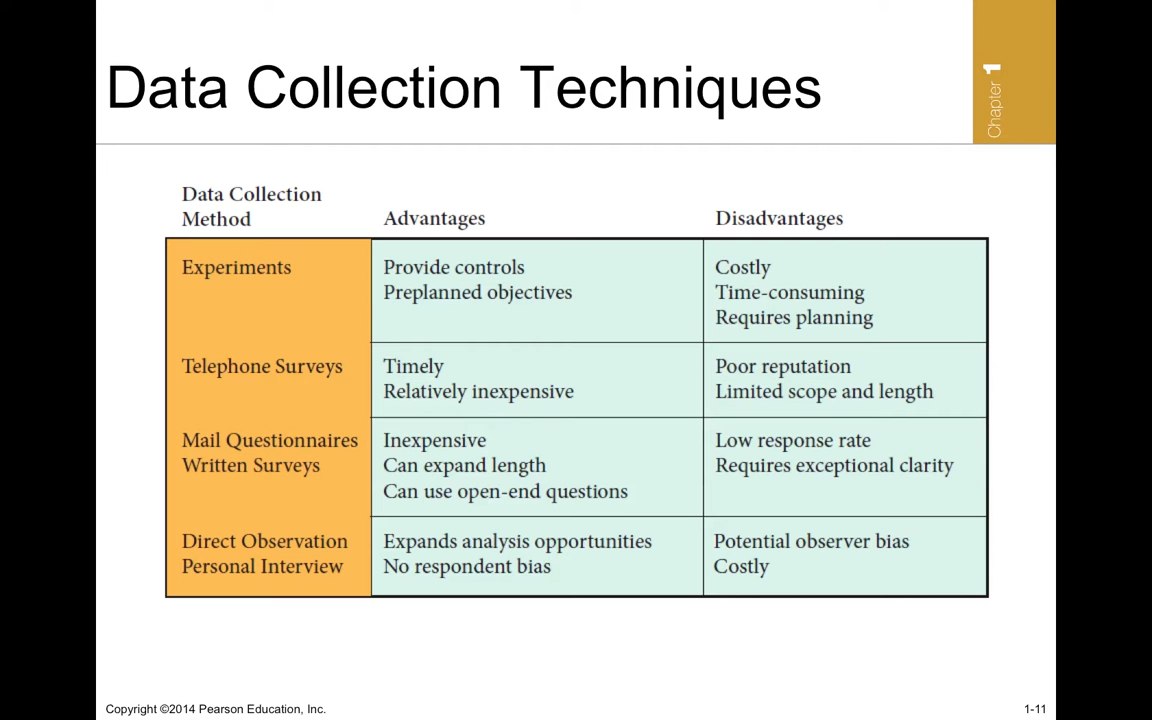 Data Collection Techniques
Chapter 1
Data Collection
Method
Advantages
Disadvantages
Experiments
Provide controls
Preplanned objectives
Costly
Time-consuming
Requires planning
Telephone Surveys
Timely
Relatively inexpensive
Poor reputation
Limited scope and length
Mail Questionnaires
Written Surveys
Inexpensive
Can expand length
Can use open-end questions
Low response rate
Requires exceptional clarity
Direct Observation
Personal Interview
Expands analysis opportunities
No respondent bias
Potential observer bias
Costly
Copyright ©2014 Pearson Education, Inc.
1-11